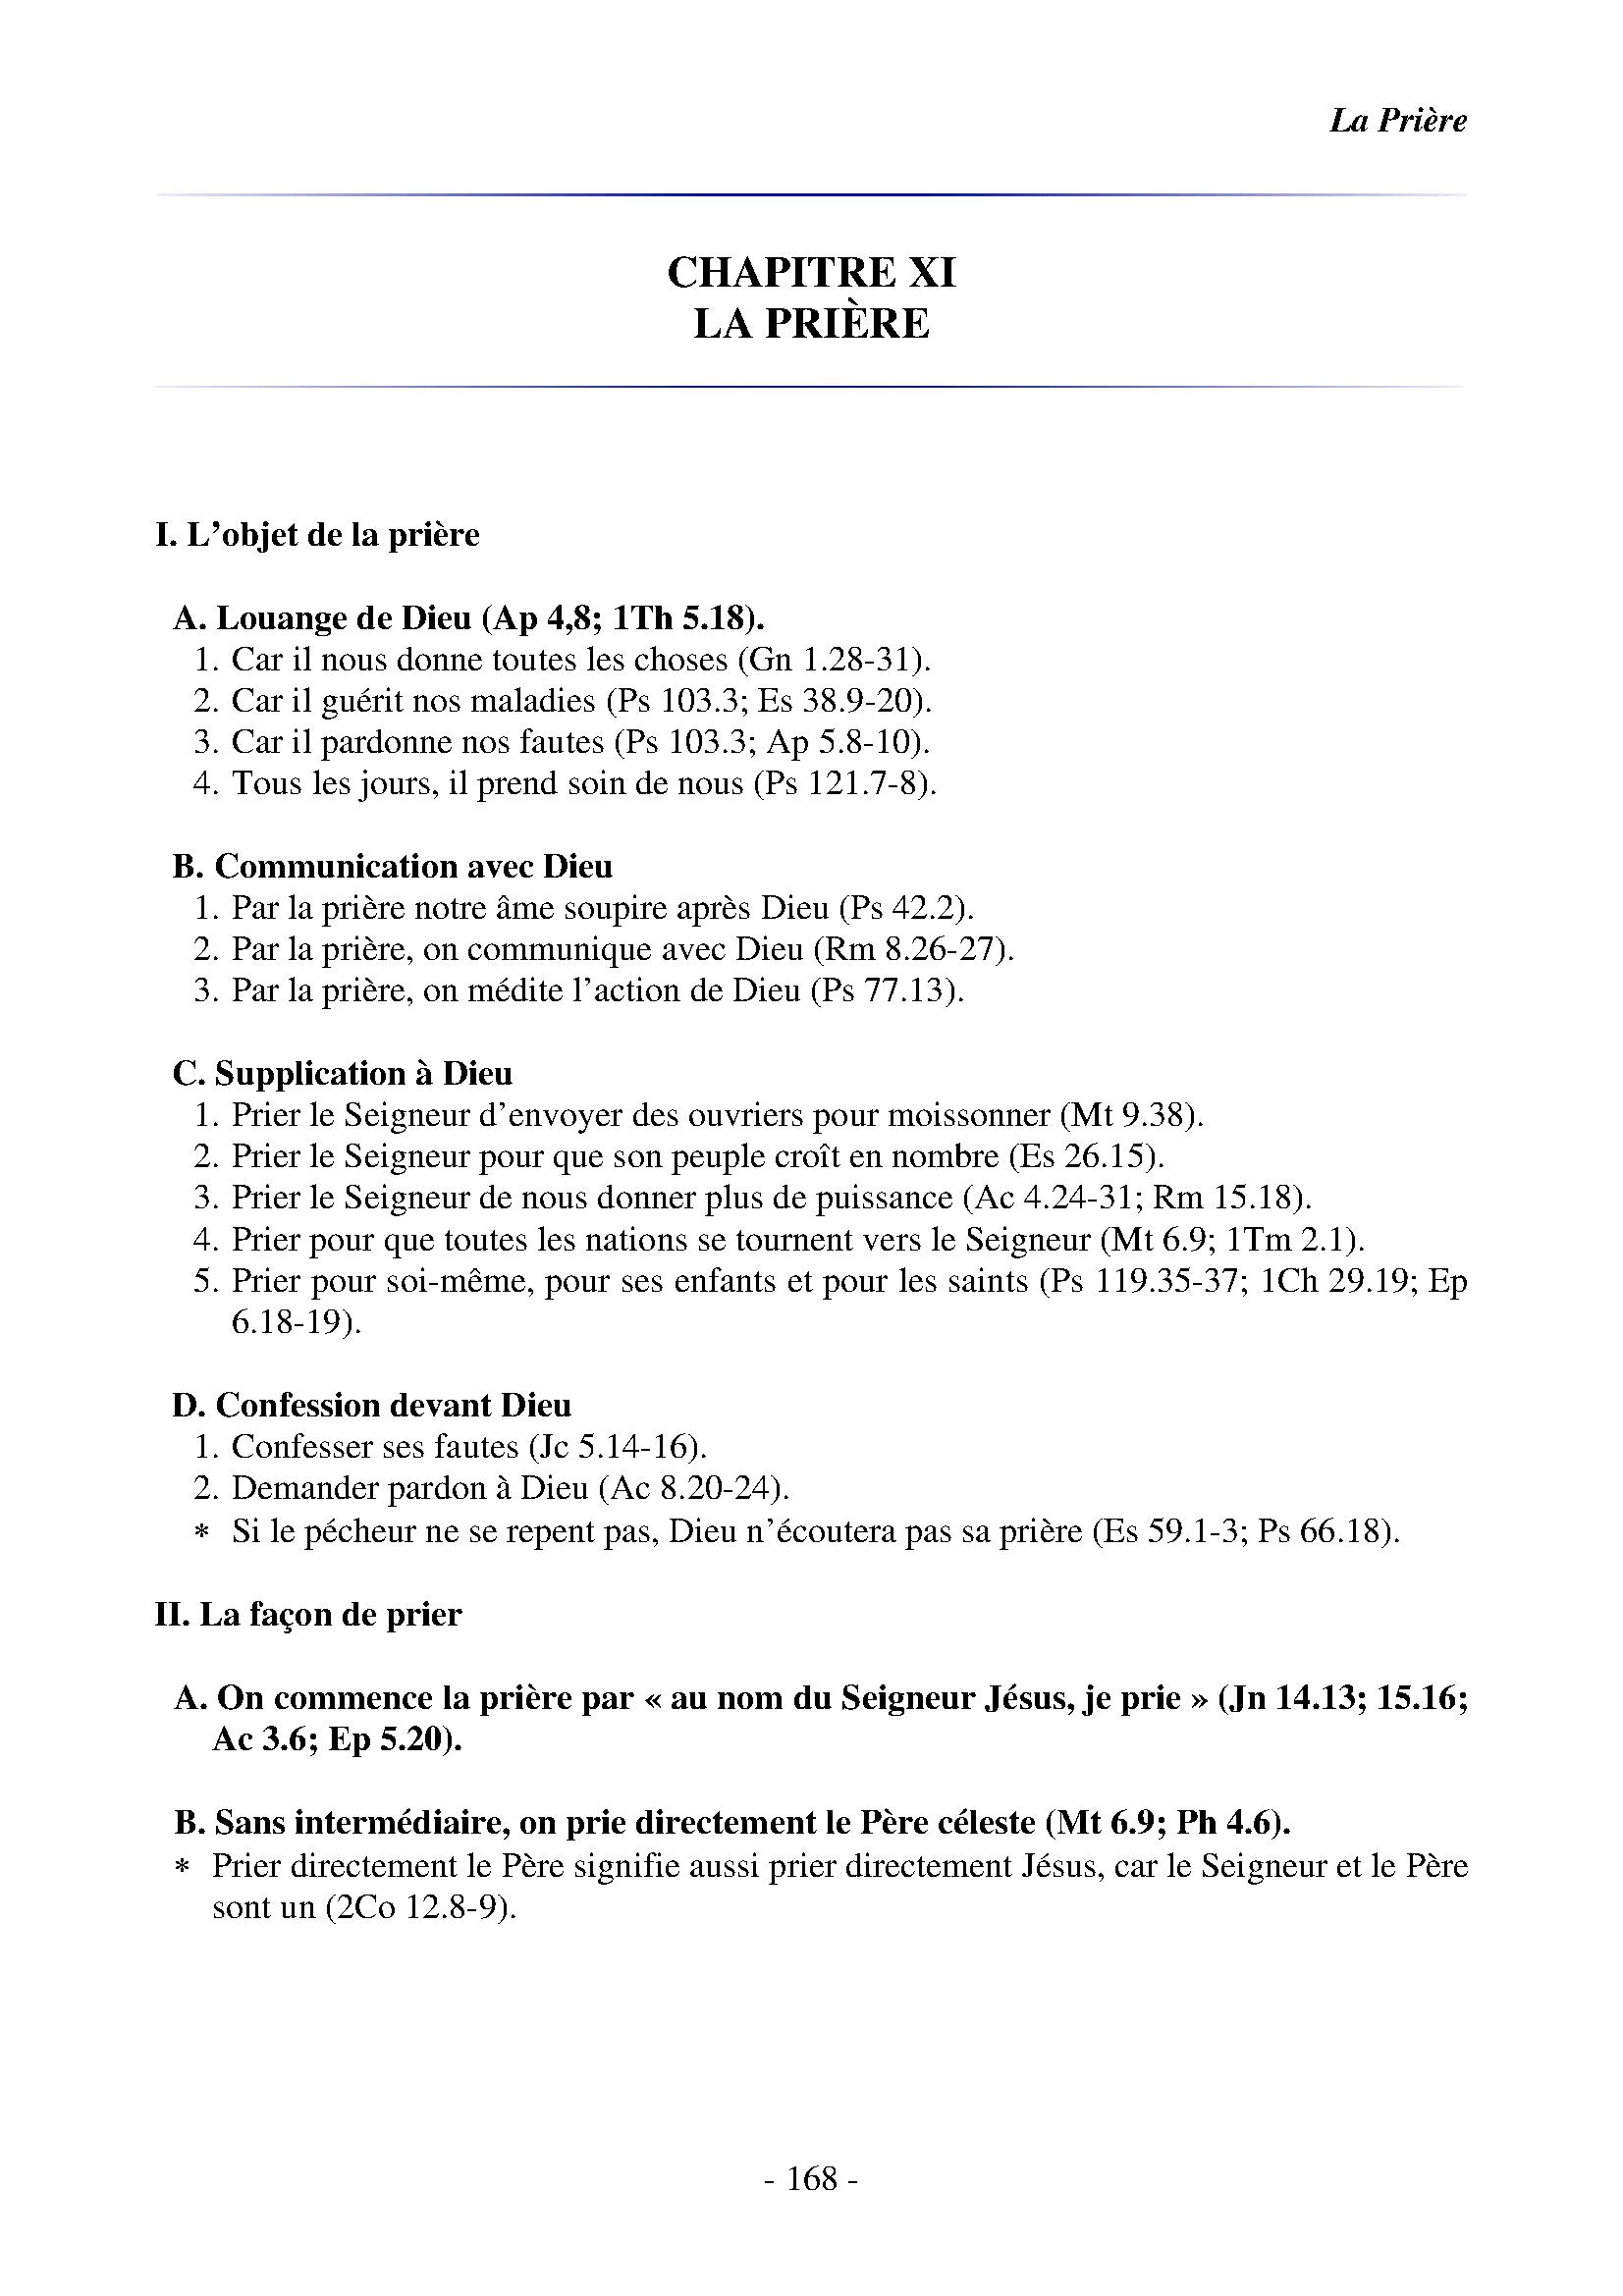 La Prière
CHAPITRE XI
LA PRIÈRE
I. L’objet de la prière
A. Louange de Dieu (Ap 4,8; 1Th 5.18).
1. Car il nous donne toutes les choses (Gn 1.28-31).
2. Car il guérit nos maladies (Ps 103.3; Es 38.9-20).
3. Car il pardonne nos fautes (Ps 103.3; Ap 5.8-10).
4. Tous les jours, il prend soin de nous (Ps 121.7-8).
B. Communication avec Dieu
1. Par la prière notre âme soupire après Dieu (Ps 42.2).
2. Par la prière, on communique avec Dieu (Rm 8.26-27).
3. Par la prière, on médite l’action de Dieu (Ps 77.13).
C. Supplication à Dieu
1. Prier le Seigneur d’envoyer des ouvriers pour moissonner (Mt 9.38).
2. Prier le Seigneur pour que son peuple croît en nombre (Es 26.15).
3. Prier le Seigneur de nous donner plus de puissance (Ac 4.24-31; Rm 15.18).
4. Prier pour que toutes les nations se tournent vers le Seigneur (Mt 6.9; 1Tm 2.1).
5. Prier pour soi-même, pour ses enfants et pour les saints (Ps 119.35-37; 1Ch 29.19; Ep
6.18-19).
D. Confession devant Dieu
1. Confesser ses fautes (Jc 5.14-16).
2. Demander pardon à Dieu (Ac 8.20-24).
* Si le pécheur ne se repent pas, Dieu n’écoutera pas sa prière (Es 59.1-3; Ps 66.18).
II. La façon de prier
A. On commence la prière par « au nom du Seigneur Jésus, je prie » (Jn 14.13; 15.16;
Ac 3.6; Ep 5.20).
B. Sans intermédiaire, on prie directement le Père céleste (Mt 6.9; Ph 4.6).
* Prier directement le Père signifie aussi prier directement Jésus, car le Seigneur et le Père
sont un (2Co 12.8-9).
- 168 -